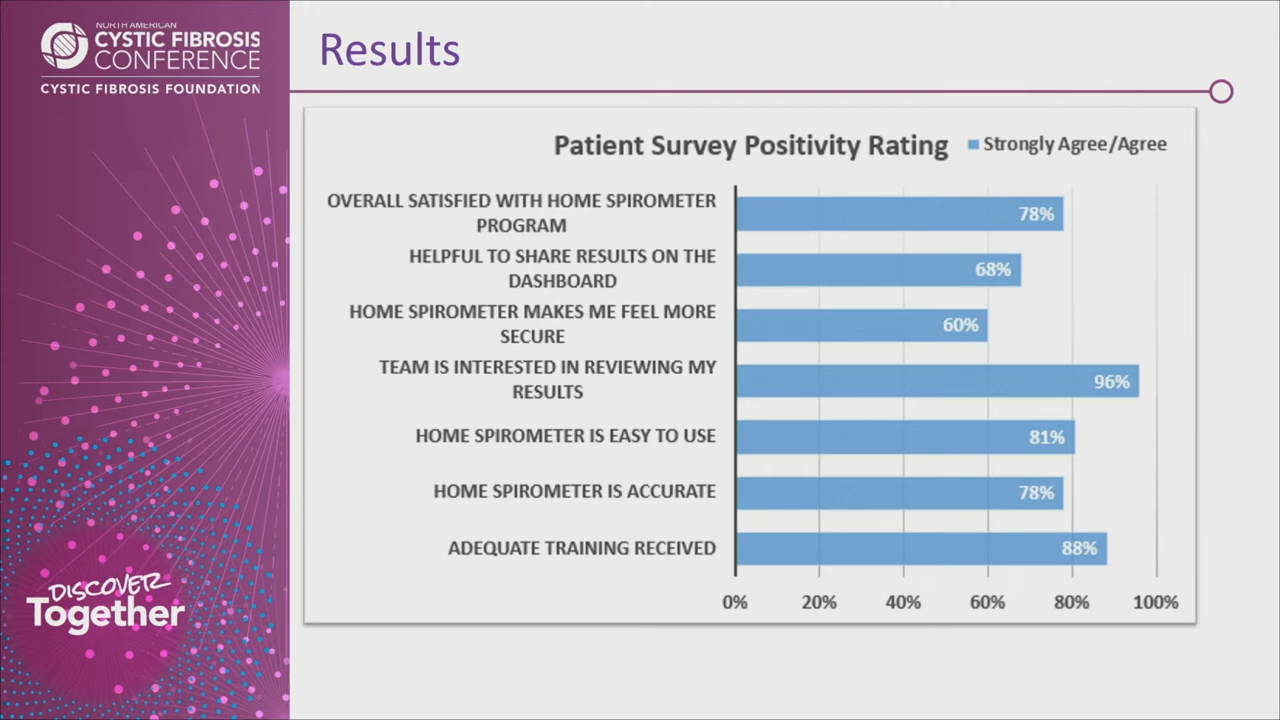 NORTH AMERICAN
CYSTIC FIBROSIS
CONFERENCE
CYSTIC FIBROSIS FOUNDATION
Results
Patient Survey Positivity Rating
Strongly Agree/Agree
OVERALL SATISFIED WITH HOME SPIROMETER
PROGRAM
78%
HELPFUL TO SHARE RESULTS ON THE
DASHBOARD
68%
HOME SPIROMETER MAKES ME FEEL MORE
SECURE
60%
TEAM IS INTERESTED IN REVIEWING MY
RESULTS
96%
HOME SPIROMETER IS EASY TO USE
81%
HOME SPIROMETER IS ACCURATE
78%
ADEQUATE TRAINING RECEIVED
88%
0% 20% 40% 60% 80% 100%
DISCOVER
Together